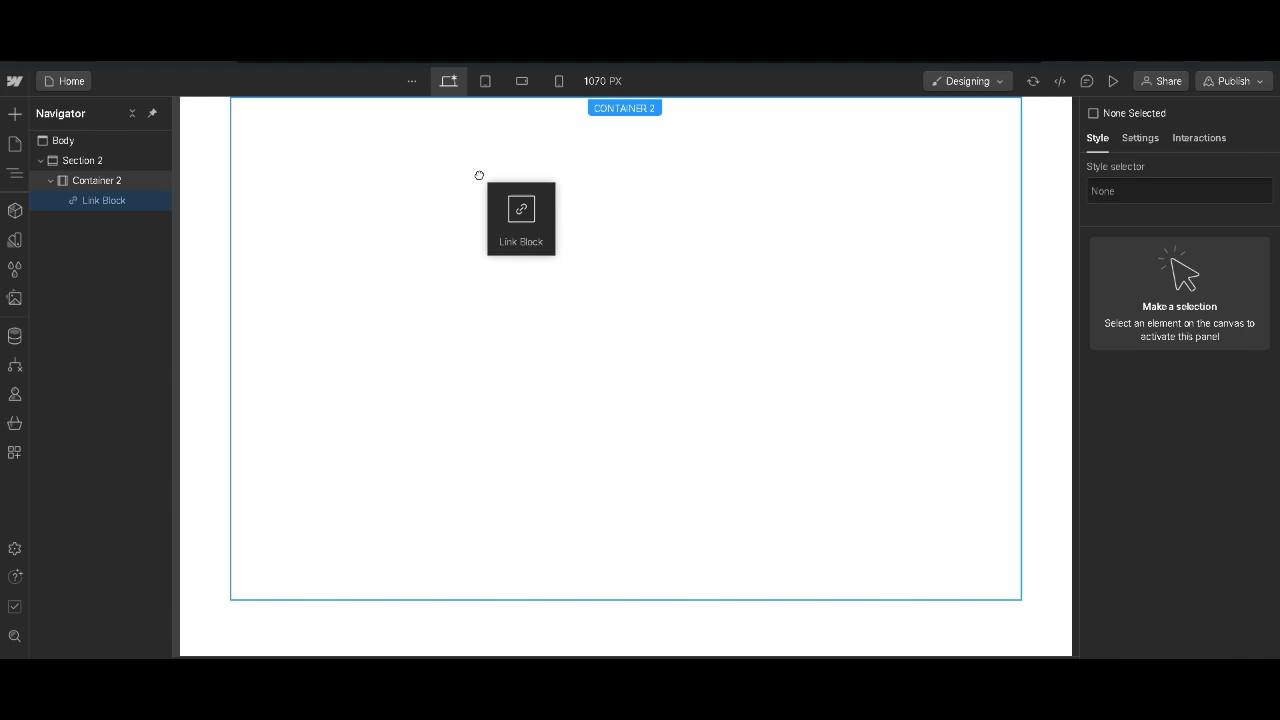 Home
1070 PX
Designing
Share
Publish
Navigator
Body
Section 2
Container 2
Link Block
CONTAINER 2
Link Block
None Selected
Style
Settings
Interactions
Style selector
None
Make a selection
Select an element on the canvas to
activate this panel